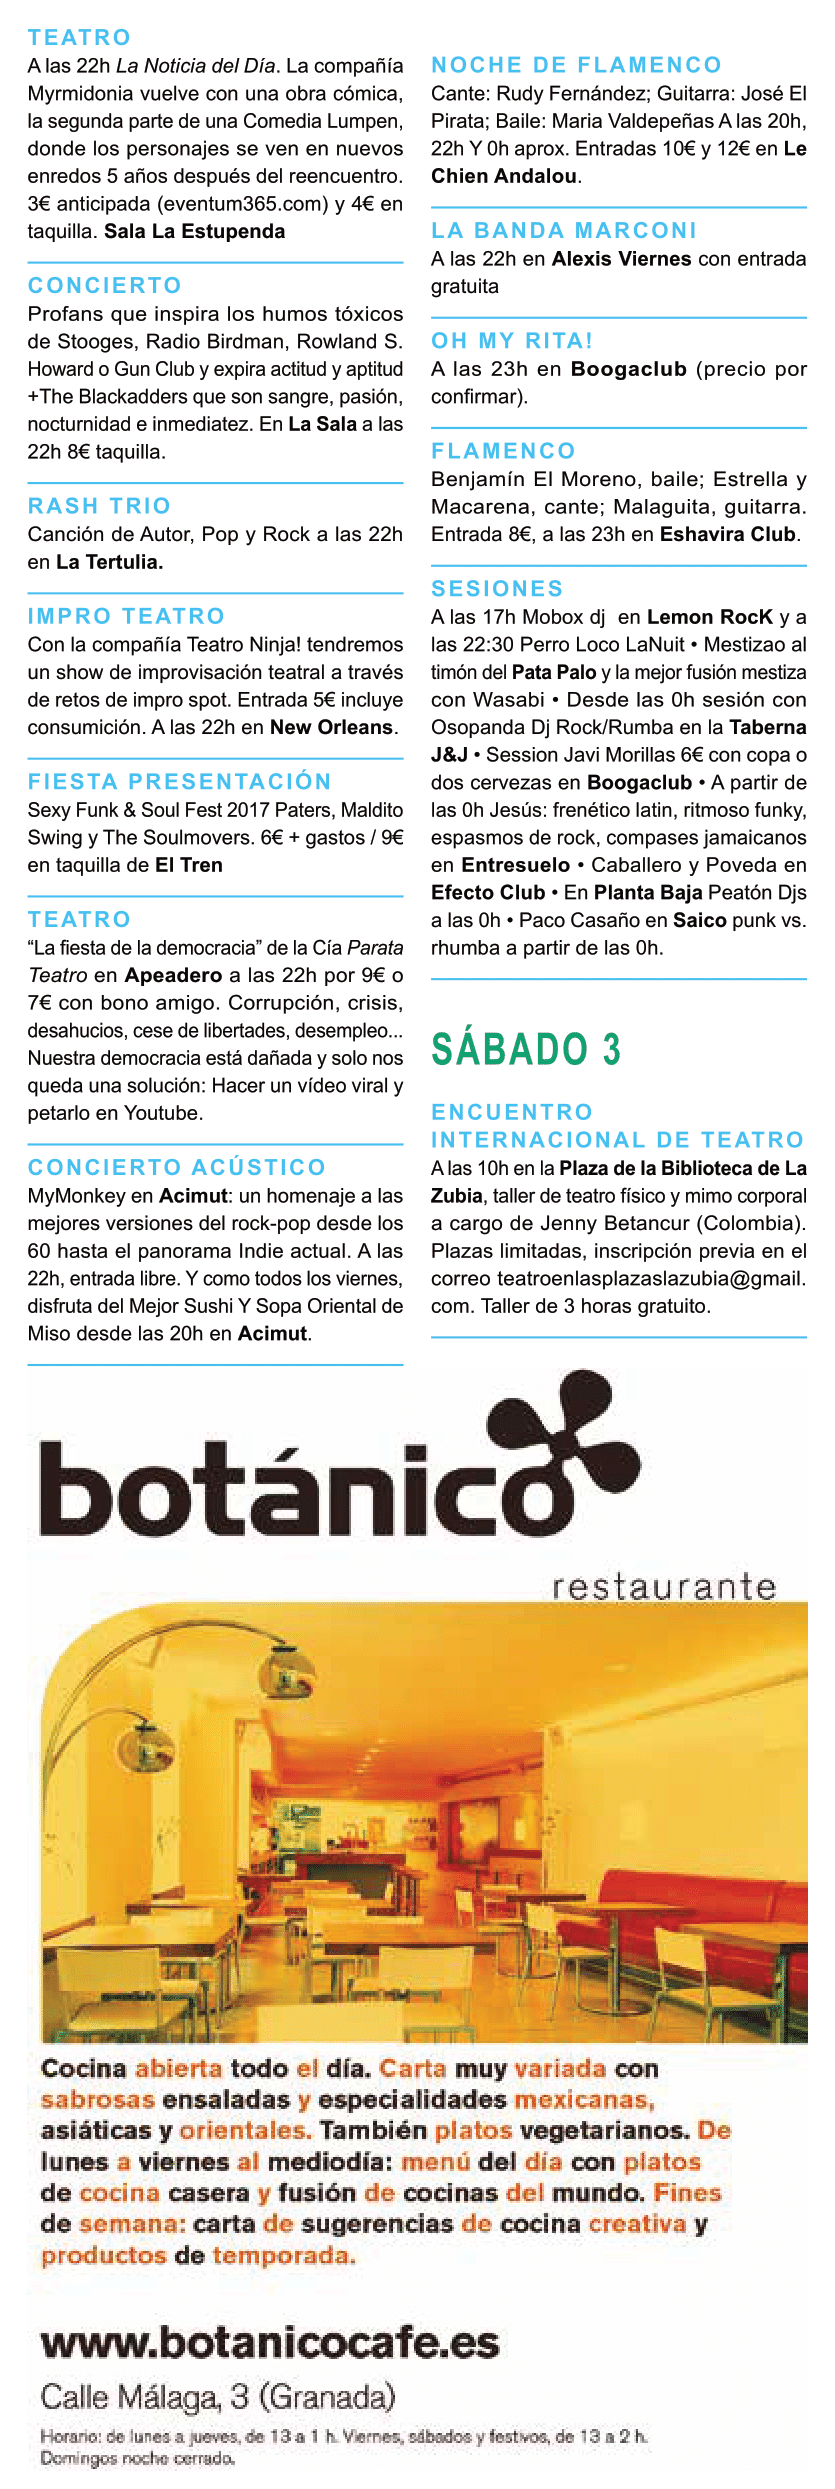 TEATRO
A las 22h La Noticia del Día. La compañía
Myrmidonia vuelve con una obra cómica,
la segunda parte de una Comedia Lumpen,
donde los personajes se ven en nuevos
enredos 5 años después del reencuentro.
3€ anticipada (eventum365.com) y 4€ en
taquilla. Sala La Estupenda
CONCIERTO
Profans que inspira los humos tóxicos
de Stooges, Radio Birdman, Rowland S.
Howard o Gun Club y expira actitud y aptitud
+The Blackadders que son sangre, pasión,
nocturnidad e inmediatez. En La Sala a las
22h 8€ taquilla.
RASH TRIO
Canción de Autor, Pop y Rock a las 22h
en La Tertulia.
IMPRO TEATRO
Con la compañía Teatro Ninja! tendremos
un show de improvisación teatral a través
de retos de impro spot. Entrada 5€ incluye
consumición. A las 22h en New Orleans.
FIESTA PRESENTACIÓN
Sexy Funk & Soul Fest 2017 Paters, Maldito
Swing y The Soulmovers. 6€ + gastos / 9€
en taquilla de El Tren
TEATRO
“La fiesta de la democracia” de la Cía Parata
Teatro en Apeadero a las 22h por 9€ o
7€ con bono amigo. Corrupción, crisis,
desahucios, cese de libertades, desempleo...
Nuestra democracia está dañada y solo nos
queda una solución: Hacer un vídeo viral y
petarlo en Youtube.
CONCIERTO ACÚSTICO
MyMonkey en Acimut: un homenaje a las
mejores versiones del rock-pop desde los
60 hasta el panorama Indie actual. A las
22h, entrada libre. Y como todos los viernes,
disfruta del Mejor Sushi Y Sopa Oriental de
Miso desde las 20h en Acimut.
NOCHE DE FLAMENCO
Cante: Rudy Fernández; Guitarra: José El
Pirata; Baile: Maria Valdepeñas A las 20h,
22h Y 0h aprox. Entradas 10€ y 12€ en Le
Chien Andalou.
LA BANDA MARCONI
A las 22h en Alexis Viernes con entrada
gratuita
OH MY RITA!
A las 23h en Boogaclub (precio por
confirmar).
FLAMENCO
Benjamín El Moreno, baile; Estrella y
Macarena, cante; Malaguita, guitarra.
Entrada 8€, a las 23h en Eshavira Club.
SESIONES
A las 17h Mobox dj en Lemon RocK y a
las 22:30 Perro Loco LaNuit • Mestizao al
timón del Pata Palo y la mejor fusión mestiza
con Wasabi • Desde las 0h sesión con
Osopanda Dj Rock/Rumba en la Taberna
J&J • Session Javi Morillas 6€ con copa o
dos cervezas en Boogaclub • A partir de
las 0h Jesús: frenético latin, ritmoso funky,
espasmos de rock, compases jamaicanos
en Entresuelo • Caballero y Poveda en
Efecto Club • En Planta Baja Peatón Djs
a las 0h • Paco Casaño en Saico punk vs.
rhumba a partir de las 0h.
SÁBADO 3
ENCUENTRO
INTERNACIONAL DE TEATRO
A las 10h en la Plaza de la Biblioteca de La
Zubia, taller de teatro físico y mimo corporal
a cargo de Jenny Betancur (Colombia).
Plazas limitadas, inscripción previa en el
correo teatroenlasplazaslazubia@gmail.
com. Taller de 3 horas gratuito.
botánico
restaurante
Cocina abierta todo el día. Carta muy variada con
sabrosas ensaladas y especialidades mexicanas,
asiáticas y orientales. También platos vegetarianos. De
lunes a viernes al mediodía: menú del día con platos
de cocina casera y fusión de cocinas del mundo. Fines
de semana: carta de sugerencias de cocina creativa y
productos de temporada.
www.botanicocafe.es
Calle Málaga, 3 (Granada)
Horario: de lunes a jueves, de 13 a 1 h. Viernes, sábados y festivos, de 13 a 2 h.
Domingos noche cerrado.